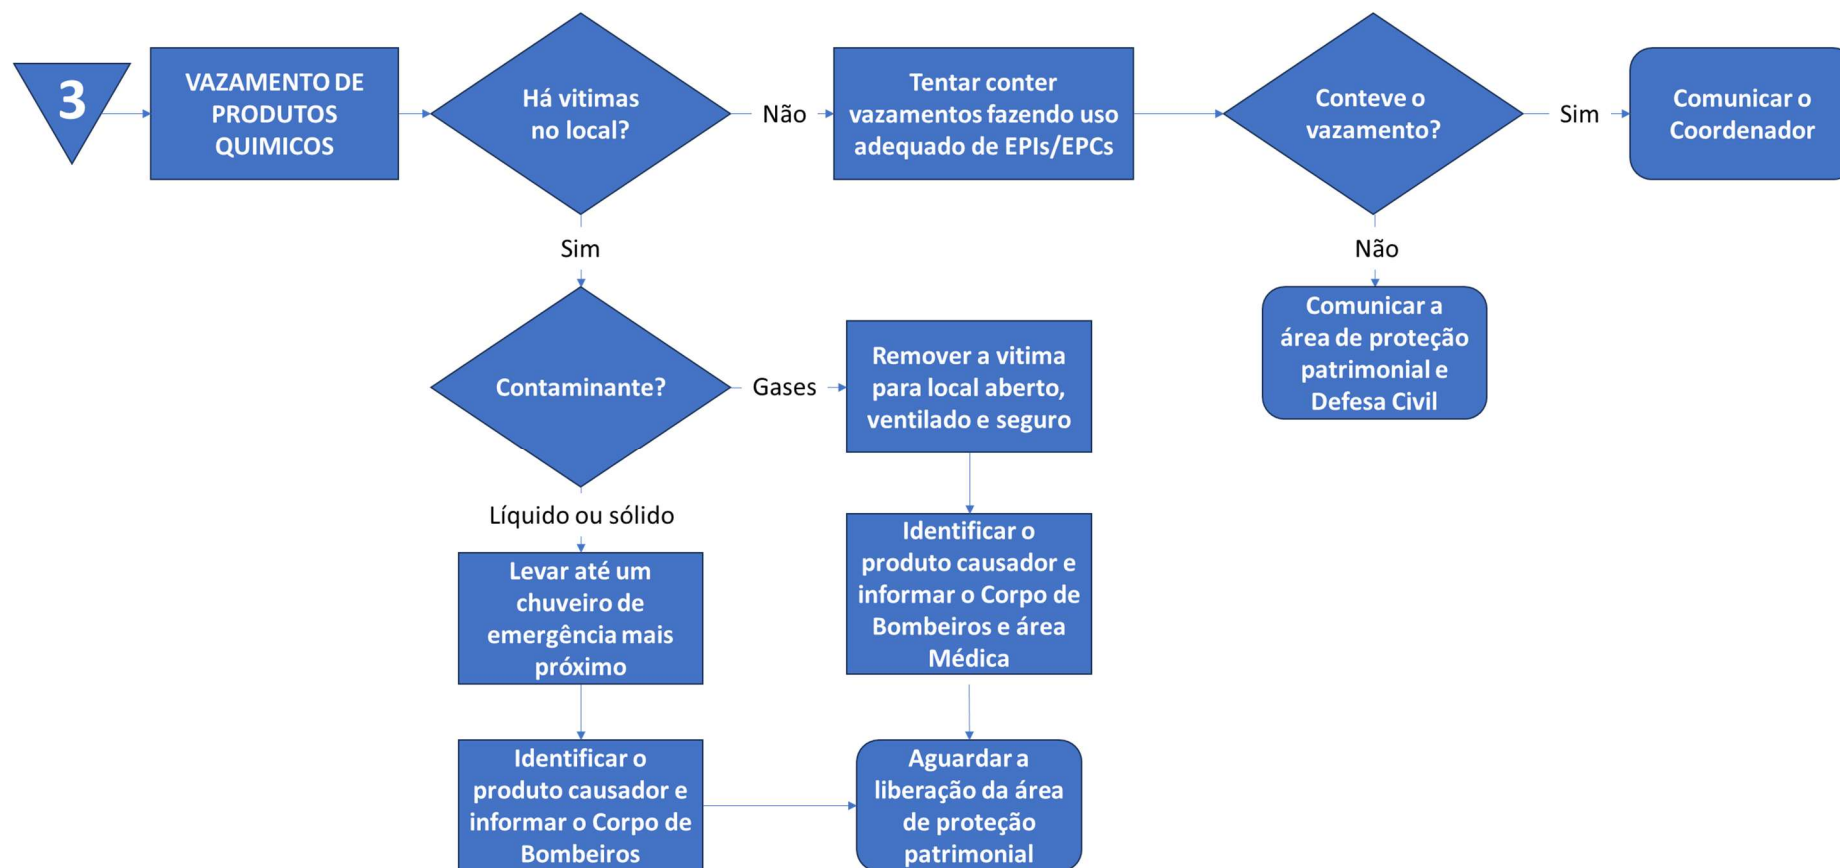 3
VAZAMENTO DE
PRODUTOS
QUIMICOS
Há vitimas
no local?
Não
Tentar conter
vazamentos fazendo uso
adequado de EPIs/EPCs
Conteve o
vazamento?
Sim
Comunicar o
Coordenador
Sim
Não
Comunicar a
área de proteção
patrimonial e
Defesa Civil
Contaminante?
Gases
Remover a vitima
para local aberto,
ventilado e seguro
Líquido ou sólido
Levar até um
chuveiro de
emergência mais
próximo
Identificar o
produto causador e
informar o Corpo de
Bombeiros e área
Médica
Identificar o
produto causador e
informar o Corpo de
Bombeiros
Aguardar a
liberação da área
de proteção
patrimonial